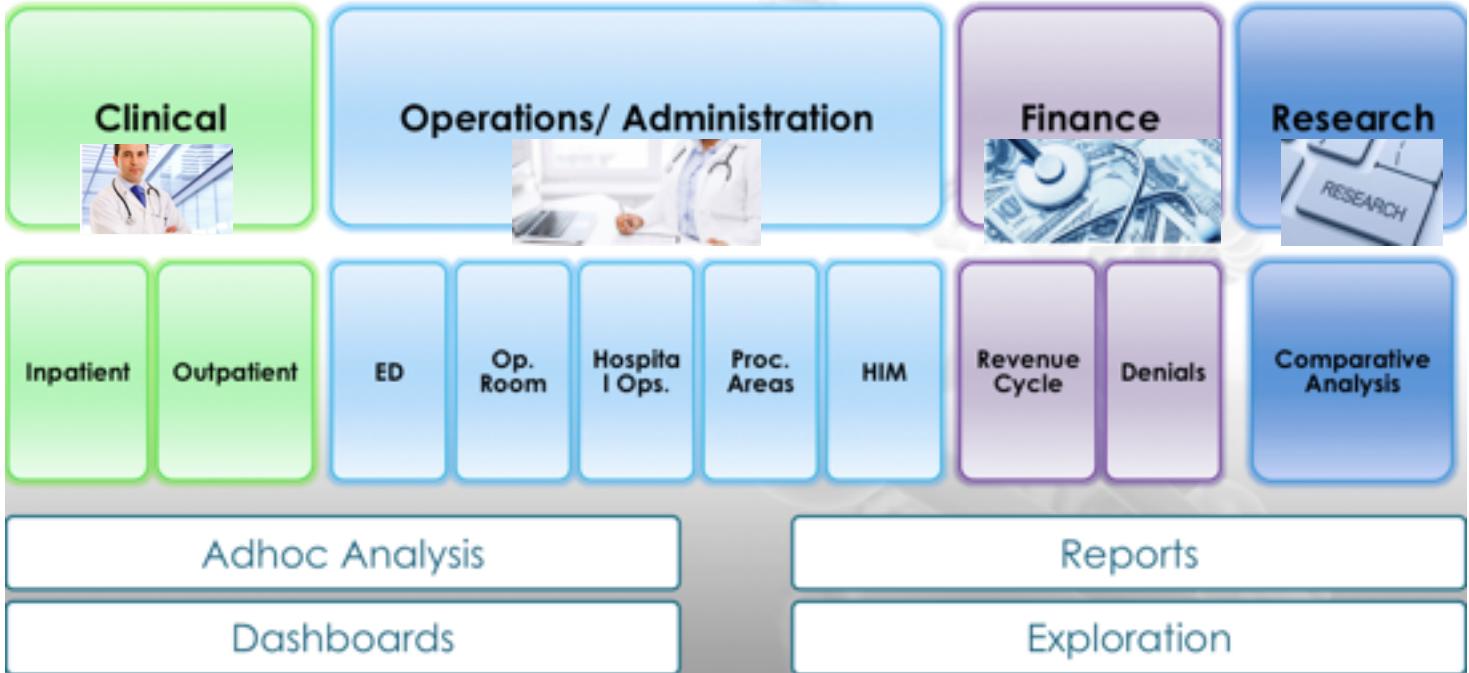 Clinical
Operations/ Administration
Finance
Research
RESEARCH
Inpatient
Outpatient
ED
Op.
Room
Hospita
l Ops.
Proc.
Areas
HIM
Revenue
Cycle
Denials
Comparative
Analysis
Adhoc Analysis
Reports
Dashboards
Exploration